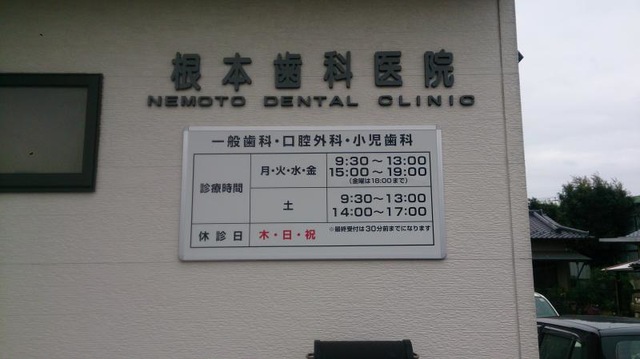 根本歯科医院
NEMOTO DENTAL CLINIC
一般歯科・口腔外科・小児歯科
診療時間
月・火・水・金
9:30〜13:00
15:00〜19:00
(金曜は18:00まで)
土
9:30〜13:00
14:00〜17:00
休診日
木・日・祝
※最終受付は30分前までになります